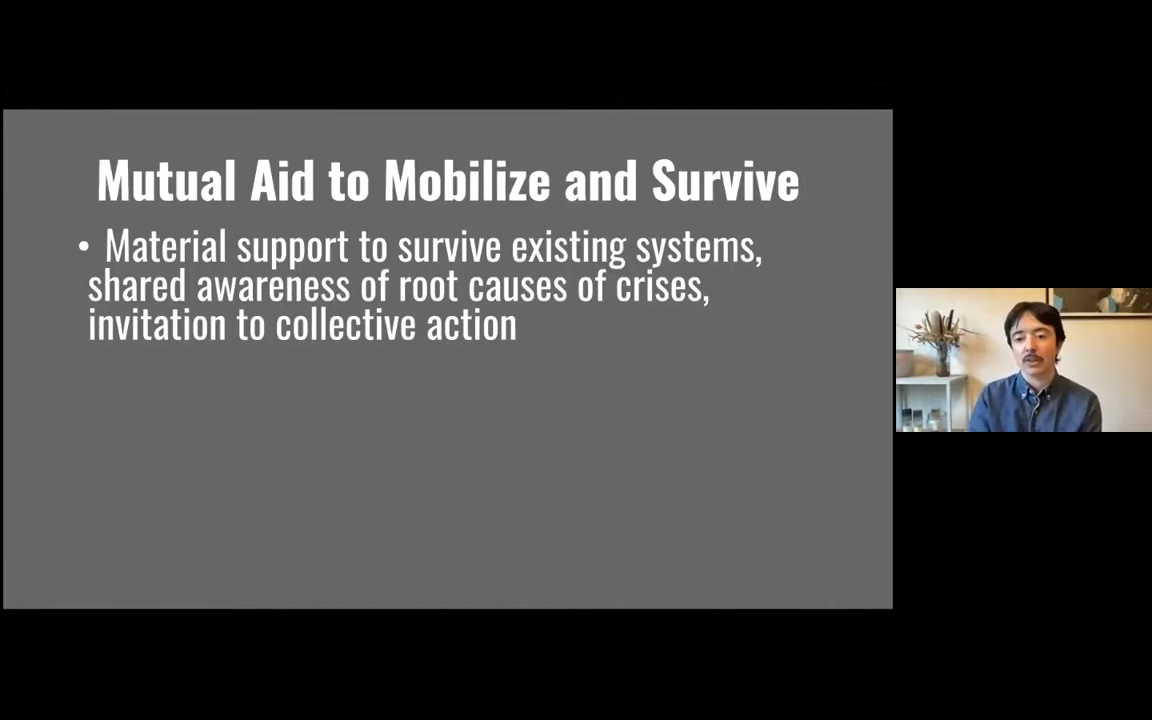 Mutual Aid to Mobilize and Survive
• Material support to survive existing systems,
shared awareness of root causes of crises,
invitation to collective action